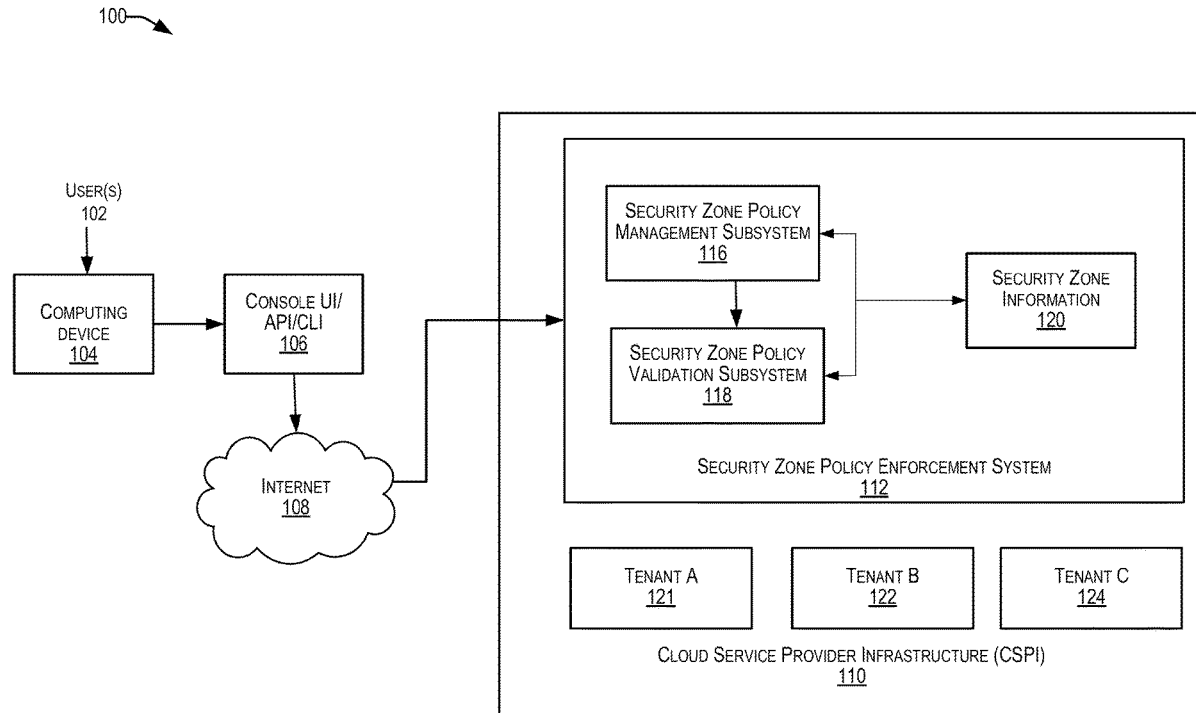 100
USER(S)
102
COMPUTING
DEVICE
104
CONSOLE UI/
API/CLI
106
INTERNET
108
SECURITY ZONE POLICY
MANAGEMENT SUBSYSTEM
116
SECURITY ZONE POLICY
VALIDATION SUBSYSTEM
118
SECURITY ZONE
INFORMATION
120
SECURITY ZONE POLICY ENFORCEMENT SYSTEM
112
TENANT A
121
TENANT B
122
TENANT C
124
CLOUD SERVICE PROVIDER INFRASTRUCTURE (CSPI)
110